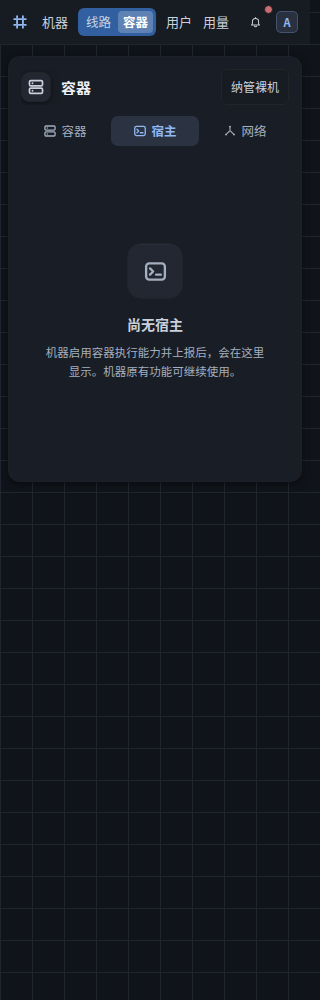 机器 线路 容器 用户 用量 A
容器 纳管裸机
容器 宿主 网络
尚无宿主
机器启用容器执行能力并上报后，会在这里
显示。机器原有功能可继续使用。